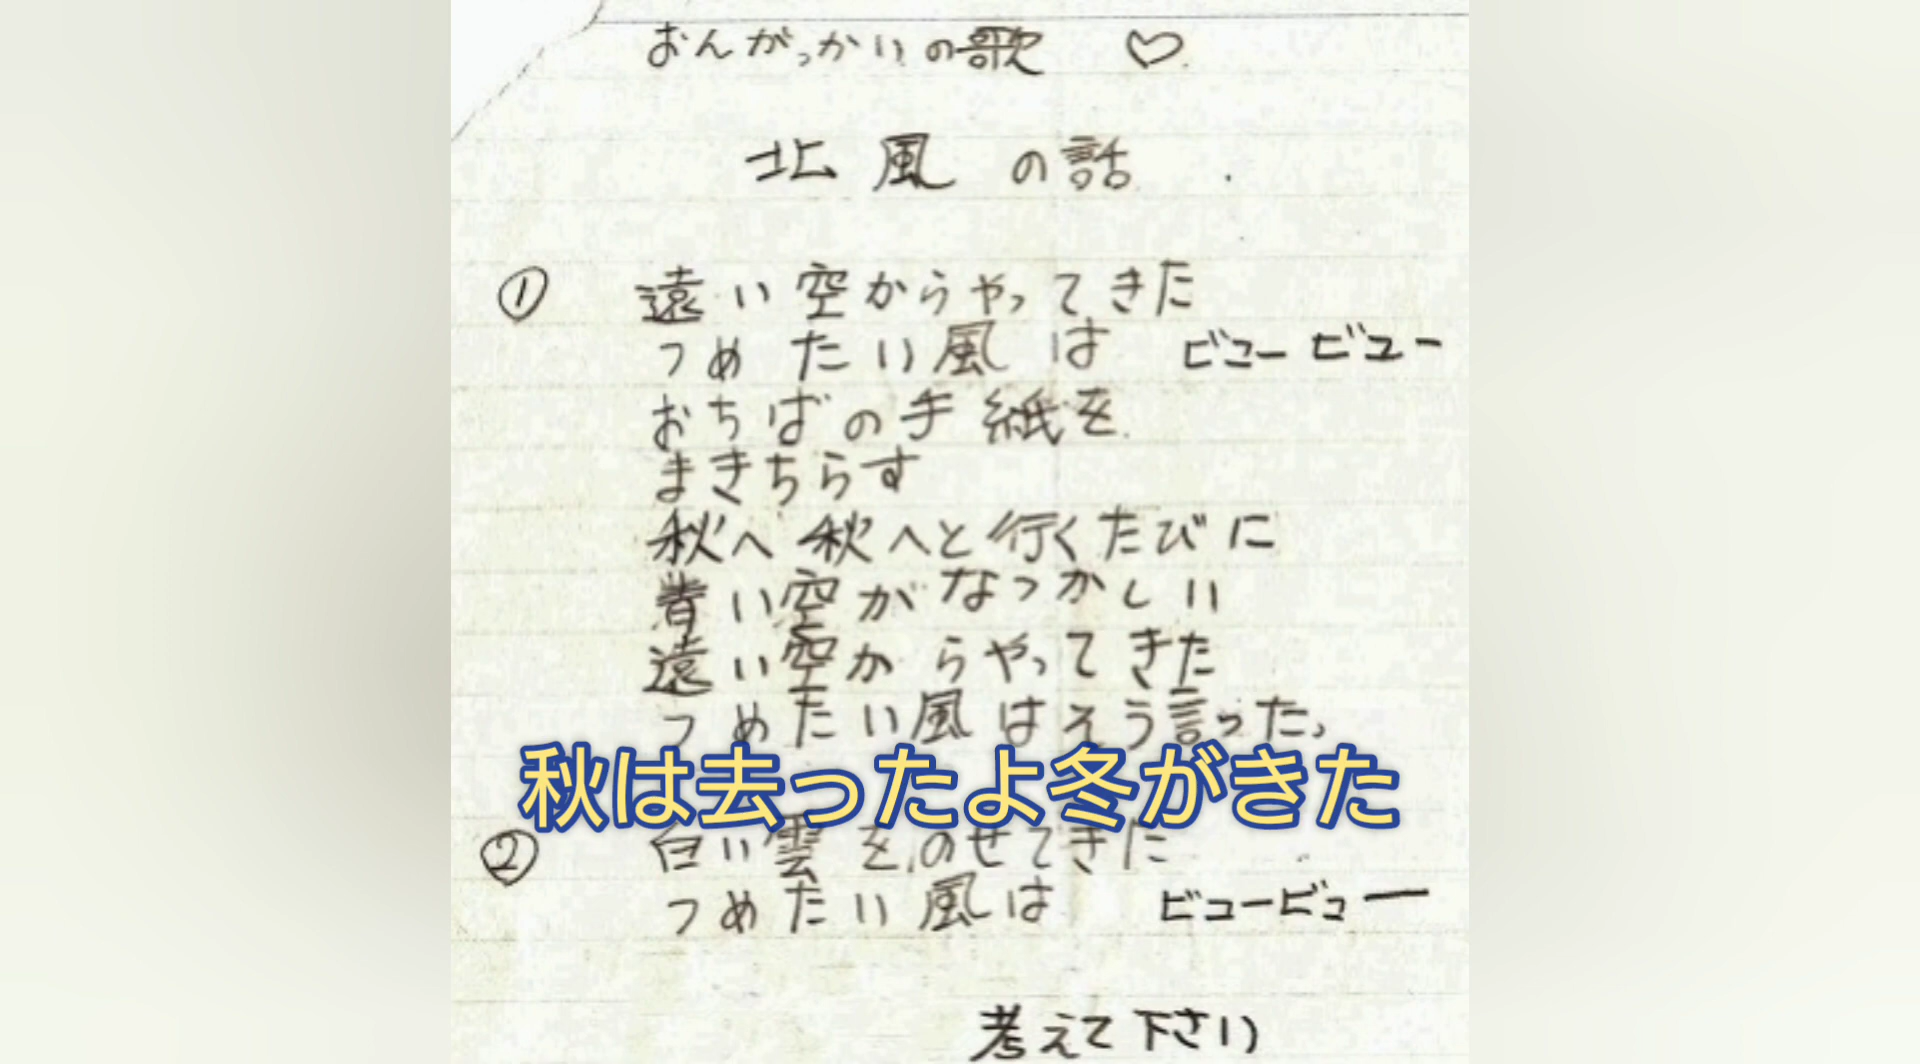 おんがっかいの歌 ♡
北風の話
① 遠い空からやってきた
つめたい風は ビュービュー
おちばの手紙を
まきちらす
秋へ秋へと行くたびに
青い空がなつかしい
遠い空からやってきた
つめたい風はそう言った、
秋は去ったよ冬がきた
② 白い雲をのせてきた
つめたい風は ビュービュー
考えて下さい